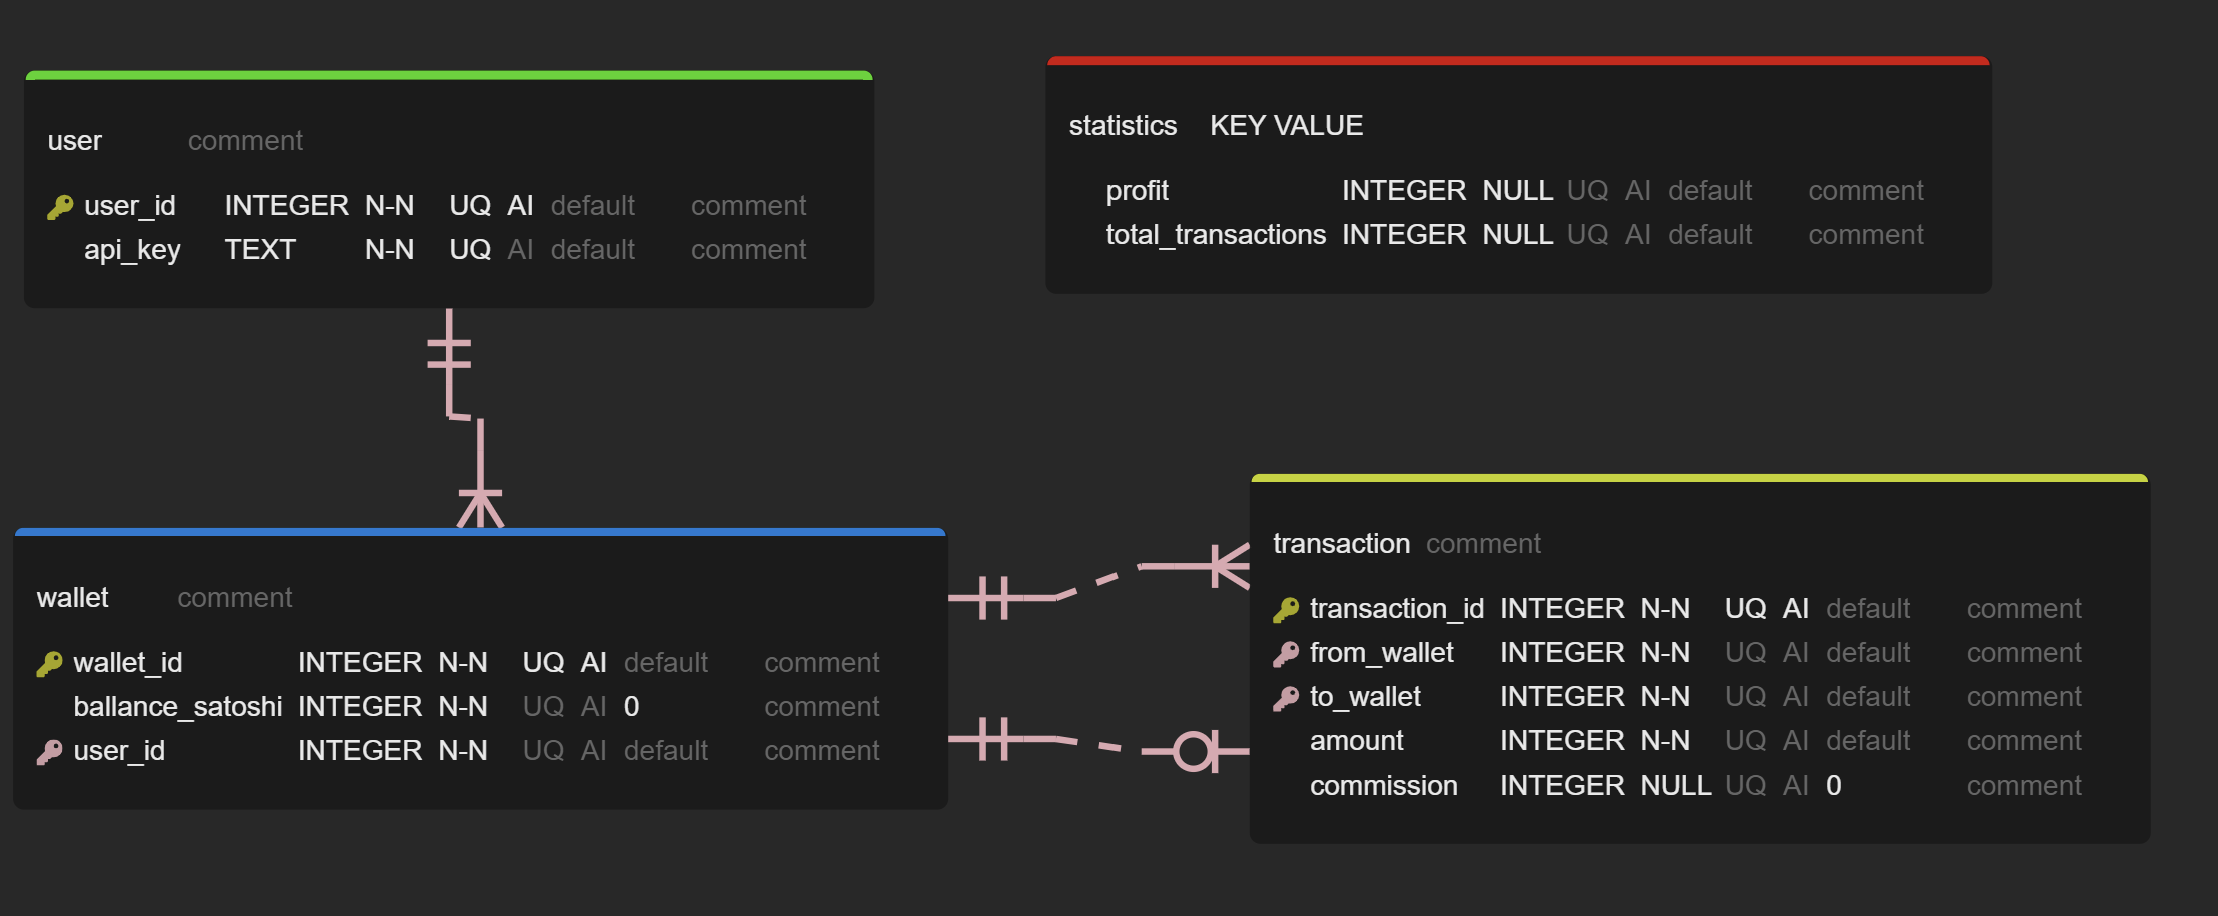 user comment
user_id INTEGER N-N UQ AI default comment
api_key TEXT N-N UQ AI default comment
statistics KEY VALUE
profit INTEGER NULL UQ AI default comment
total_transactions INTEGER NULL UQ AI default comment
wallet comment
wallet_id INTEGER N-N UQ AI default comment
ballance_satoshi INTEGER N-N UQ AI 0 comment
user_id INTEGER N-N UQ AI default comment
transaction comment
transaction_id INTEGER N-N UQ AI default comment
from_wallet INTEGER N-N UQ AI default comment
to_wallet INTEGER N-N UQ AI default comment
amount INTEGER N-N UQ AI default comment
commission INTEGER NULL UQ AI 0 comment